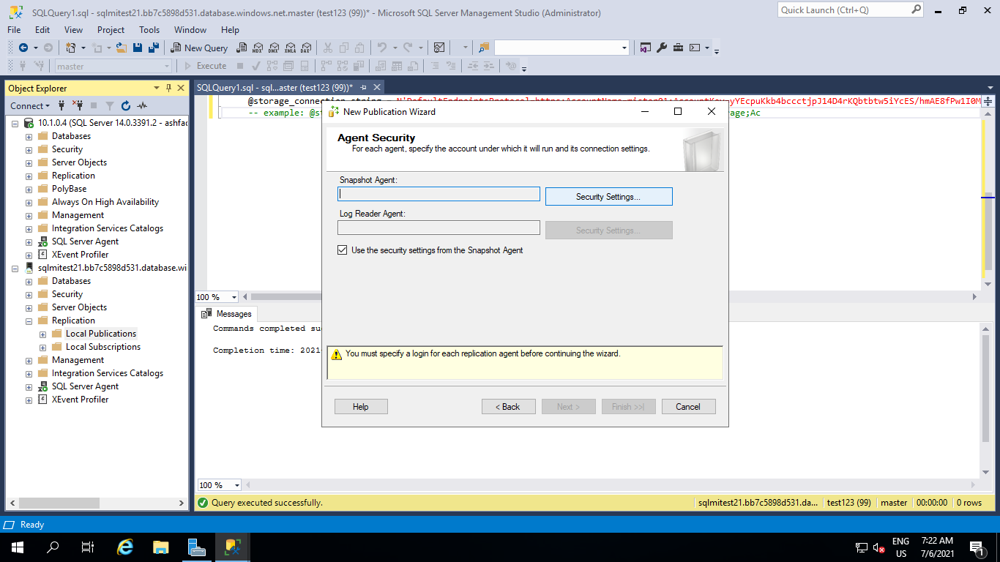 SQLQuery1.sql - sqlmitest21.bb7c5898d531.database.windows.net.master (test123 (99))* - Microsoft SQL Server Management Studio (Administrator)
Quick Launch (Ctrl+Q)
File Edit View Project Tools Window Help
New Query MDX DMX XMLA DAX
master Execute
Object Explorer
SQLQuery1.sql - sql...aster (test123 (99))*
Connect
10.1.0.4 (SQL Server 14.0.3391.2 - ashfac
Databases
Security
Server Objects
Replication
PolyBase
Always On High Availability
Management
Integration Services Catalogs
SQL Server Agent
XEvent Profiler
sqlmitest21.bb7c5898d531.database.wi
Databases
Security
Server Objects
Replication
Local Publications
Local Subscriptions
Management
Integration Services Catalogs
SQL Server Agent
XEvent Profiler
-- example: @st
age;Ac
New Publication Wizard
Agent Security
For each agent, specify the account under which it will run and its connection settings.
Snapshot Agent:
Security Settings...
Log Reader Agent:
Security Settings...
Use the security settings from the Snapshot Agent
You must specify a login for each replication agent before continuing the wizard.
Help < Back Next > Finish >>| Cancel
100 %
Messages
Commands completed su
Completion time: 2021-
100 %
Query executed successfully. sqlmitest21.bb7c5898d531.da... test123 (99) master 00:00:00 0 rows
Ready
ENG
US
7:22 AM
7/6/2021
1